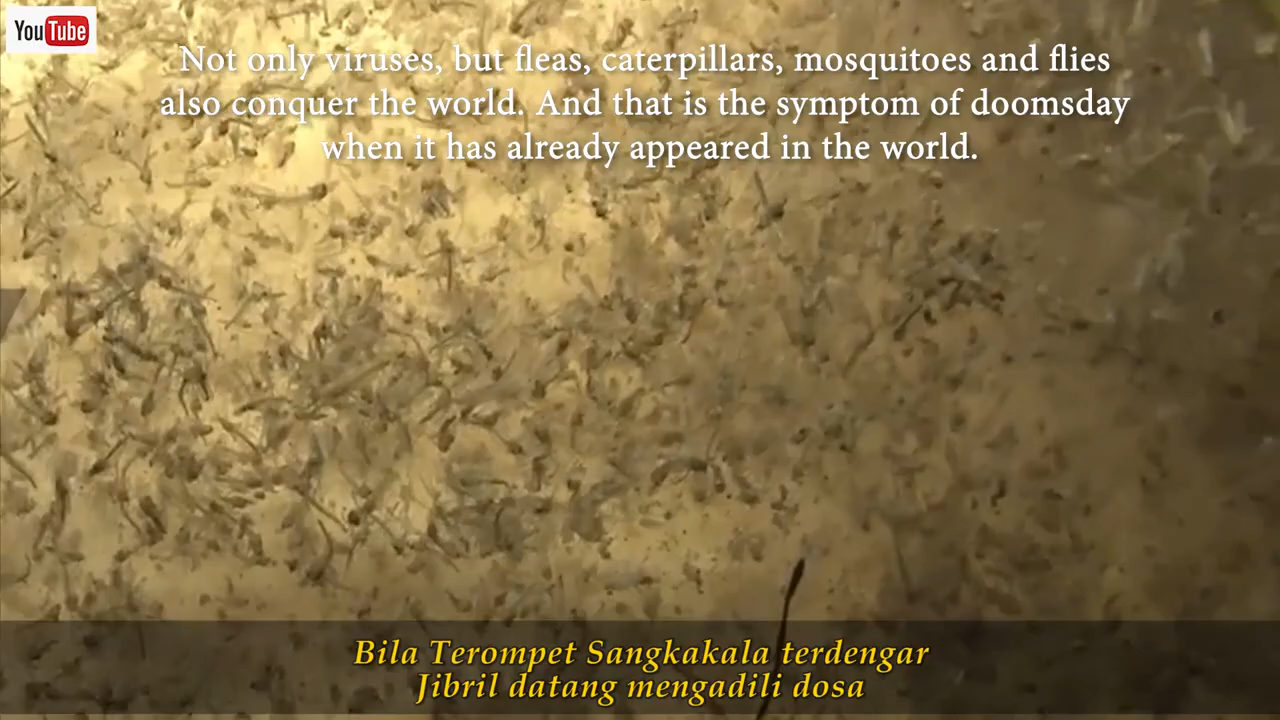 YouTube
Not only viruses, but fleas, caterpillars, mosquitoes and flies
also conquer the world. And that is the symptom of doomsday
when it has already appeared in the world.
Bila Terompet Sangkakala terdengar
Jibril datang mengadili dosa